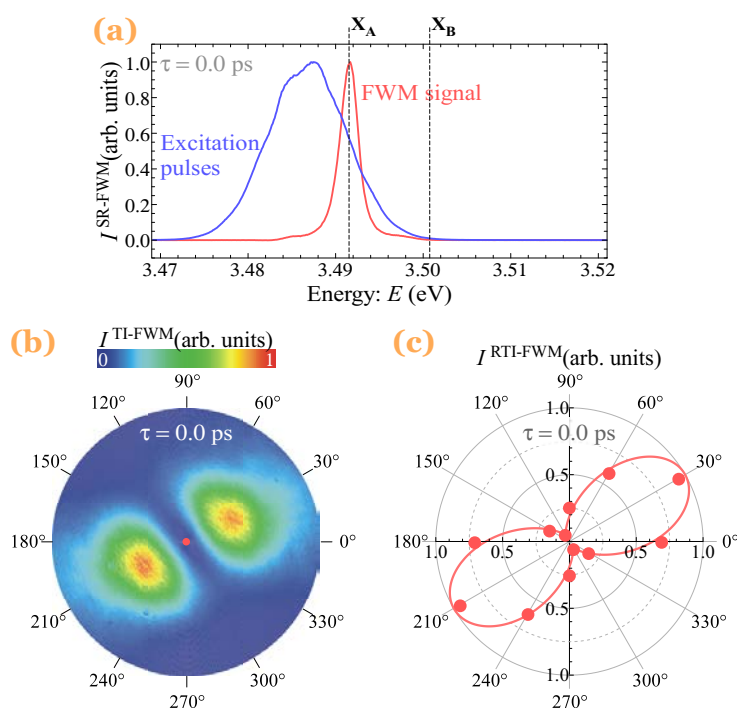 (a)
X_A X_B
τ = 0.0 ps
FWM signal
Excitation
pulses
I^SR-FWM(arb. units)
1.0
0.8
0.6
0.4
0.2
0.0
3.47 3.48 3.49 3.50 3.51 3.52
Energy: E (eV)
(b)
I^TI-FWM(arb. units)
0 1
τ = 0.0 ps
90°
120° 60°
150° 30°
180° 0°
210° 330°
240° 300°
270°
(c)
I^RTI-FWM(arb. units)
τ = 0.0 ps
90°
120° 60°
150° 30°
180° 0°
210° 330°
240° 300°
270°
1.0
0.5
0.0
0.5
1.0
1.0 0.5 0.5 1.0